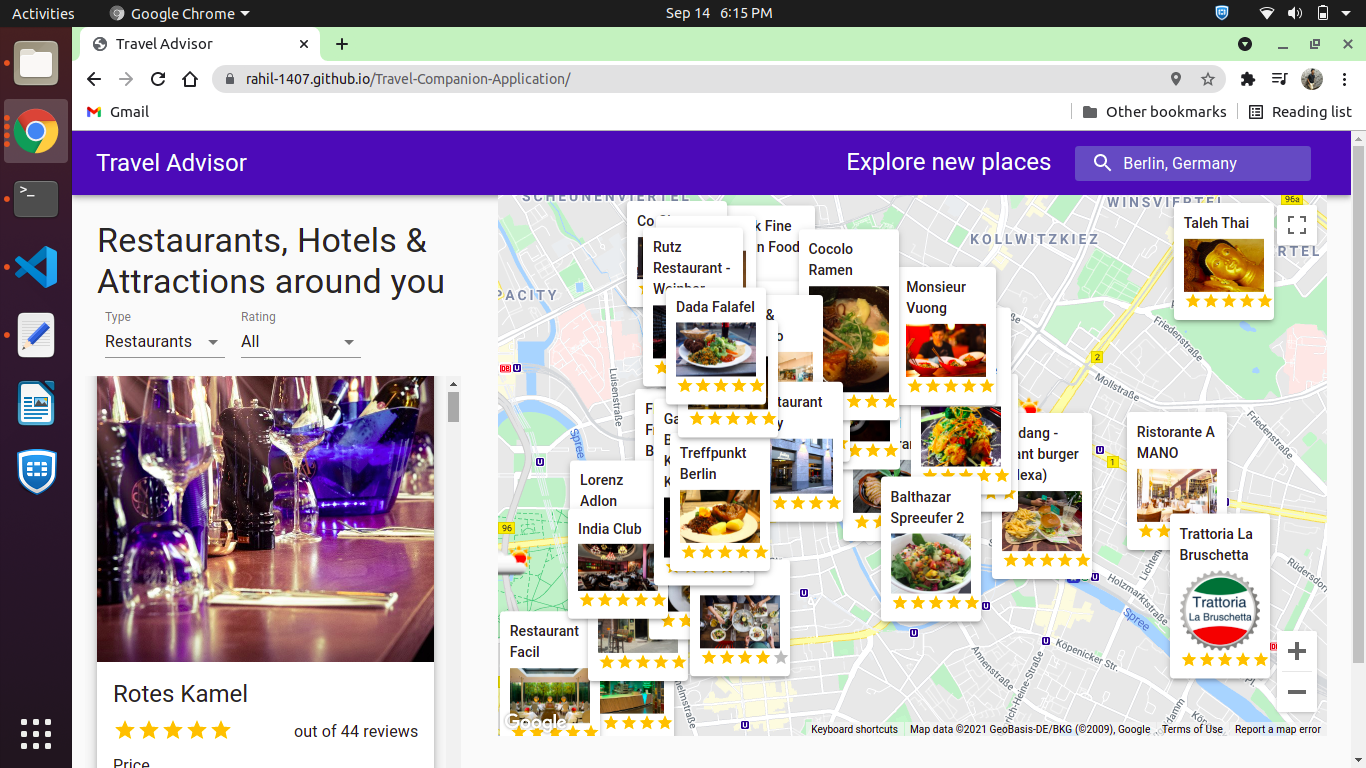 Activities
Google Chrome
Sep 14 6:15 PM
Travel Advisor
rahil-1407.github.io/Travel-Companion-Application/
Gmail
Other bookmarks
Reading list
Travel Advisor
Explore new places
Berlin, Germany
Restaurants, Hotels &
Attractions around you
Type
Restaurants
Rating
All
Rotes Kamel
out of 44 reviews
Price
SCHEUNENVIERTEL
WINSVIERTEL
96a
KOLLWITZKIEZ
PACITY
Co
k Fine
n Food
Rutz
Restaurant -
Weinbar
Cocolo
Ramen
Monsieur
Vuong
Taleh Thai
RTEL
Dada Falafel
&
o
Friedenstraße
2
Mollstraße
Luisenstraße
Spree
U
taurant
y
Treffpunkt
Berlin
Lorenz
Adlon
India Club
96
dang -
ant burger
lexa)
1
Ristorante A
MANO
Friedenstraße
Balthazar
Spreeufer 2
Trattoria La
Bruschetta
Trattoria
La Bruschetta
Lichten
Rüdersdor
Holzmarktstraße
Spree
Köpenicker Str.
Annenstraße
Restaurant
Facil
Google
Keyboard shortcuts
Map data ©2021 GeoBasis-DE/BKG (©2009), Google
Terms of Use
Report a map error